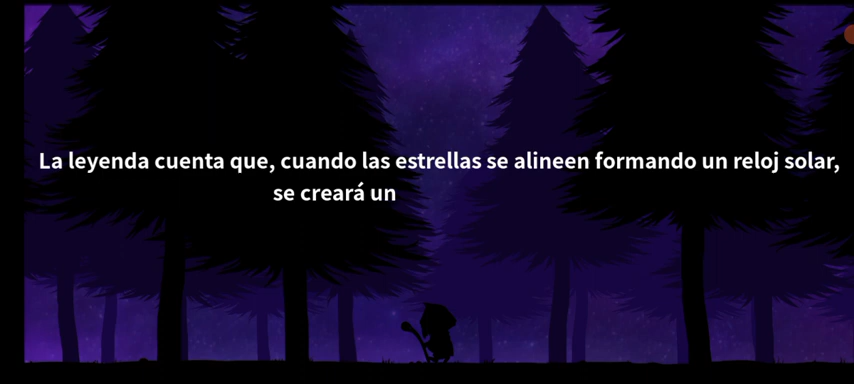 La leyenda cuenta que, cuando las estrellas se alineen formando un reloj solar,
se creará un